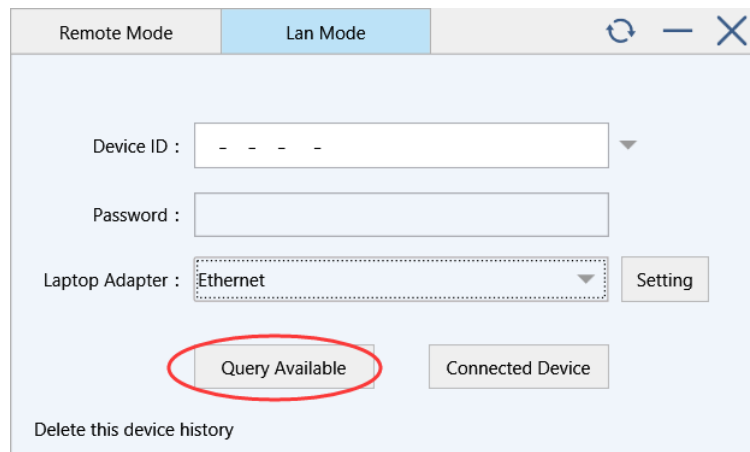 Remote Mode Lan Mode
Device ID : - - - -
Password :
Laptop Adapter : Ethernet Setting
Query Available Connected Device
Delete this device history